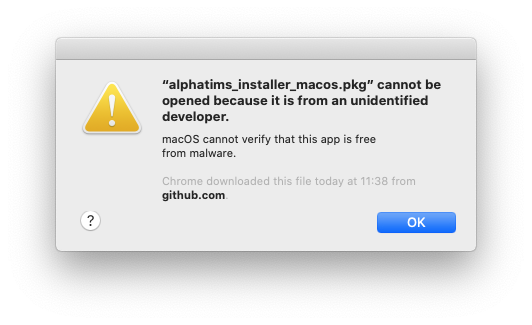 “alphatims_installer_macos.pkg” cannot be
opened because it is from an unidentified
developer.
macOS cannot verify that this app is free
from malware.
Chrome downloaded this file today at 11:38 from
github.com.
?
OK